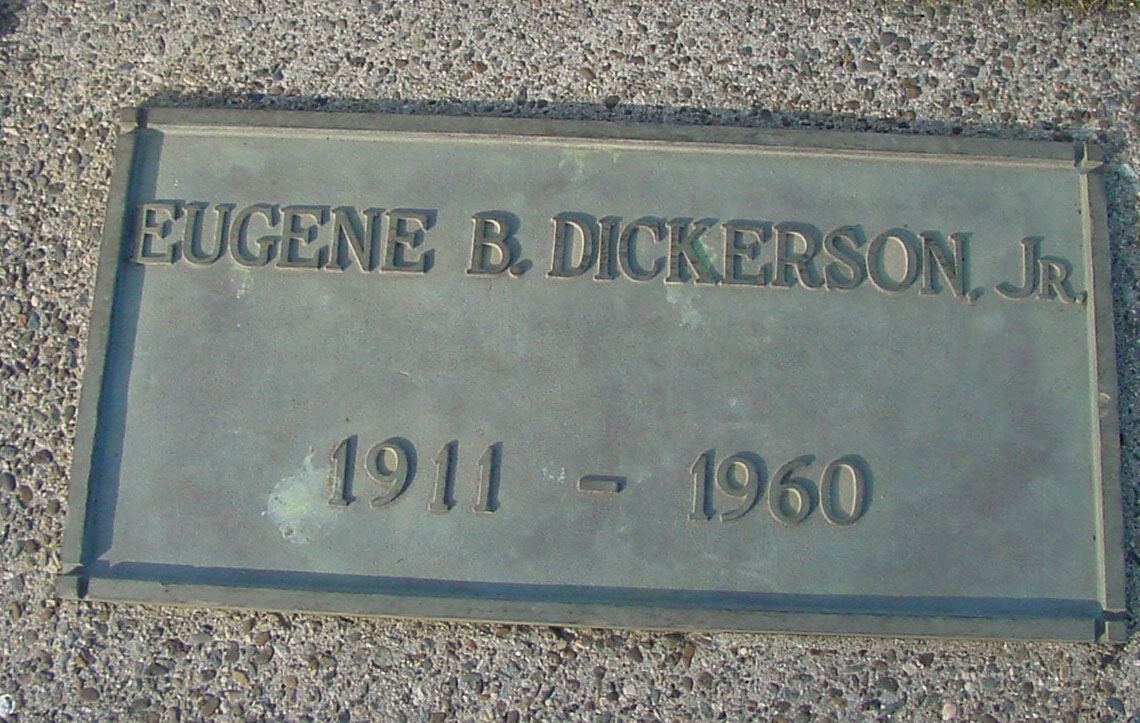 EUGENE B. DICKERSON, JR.
1911 - 1960